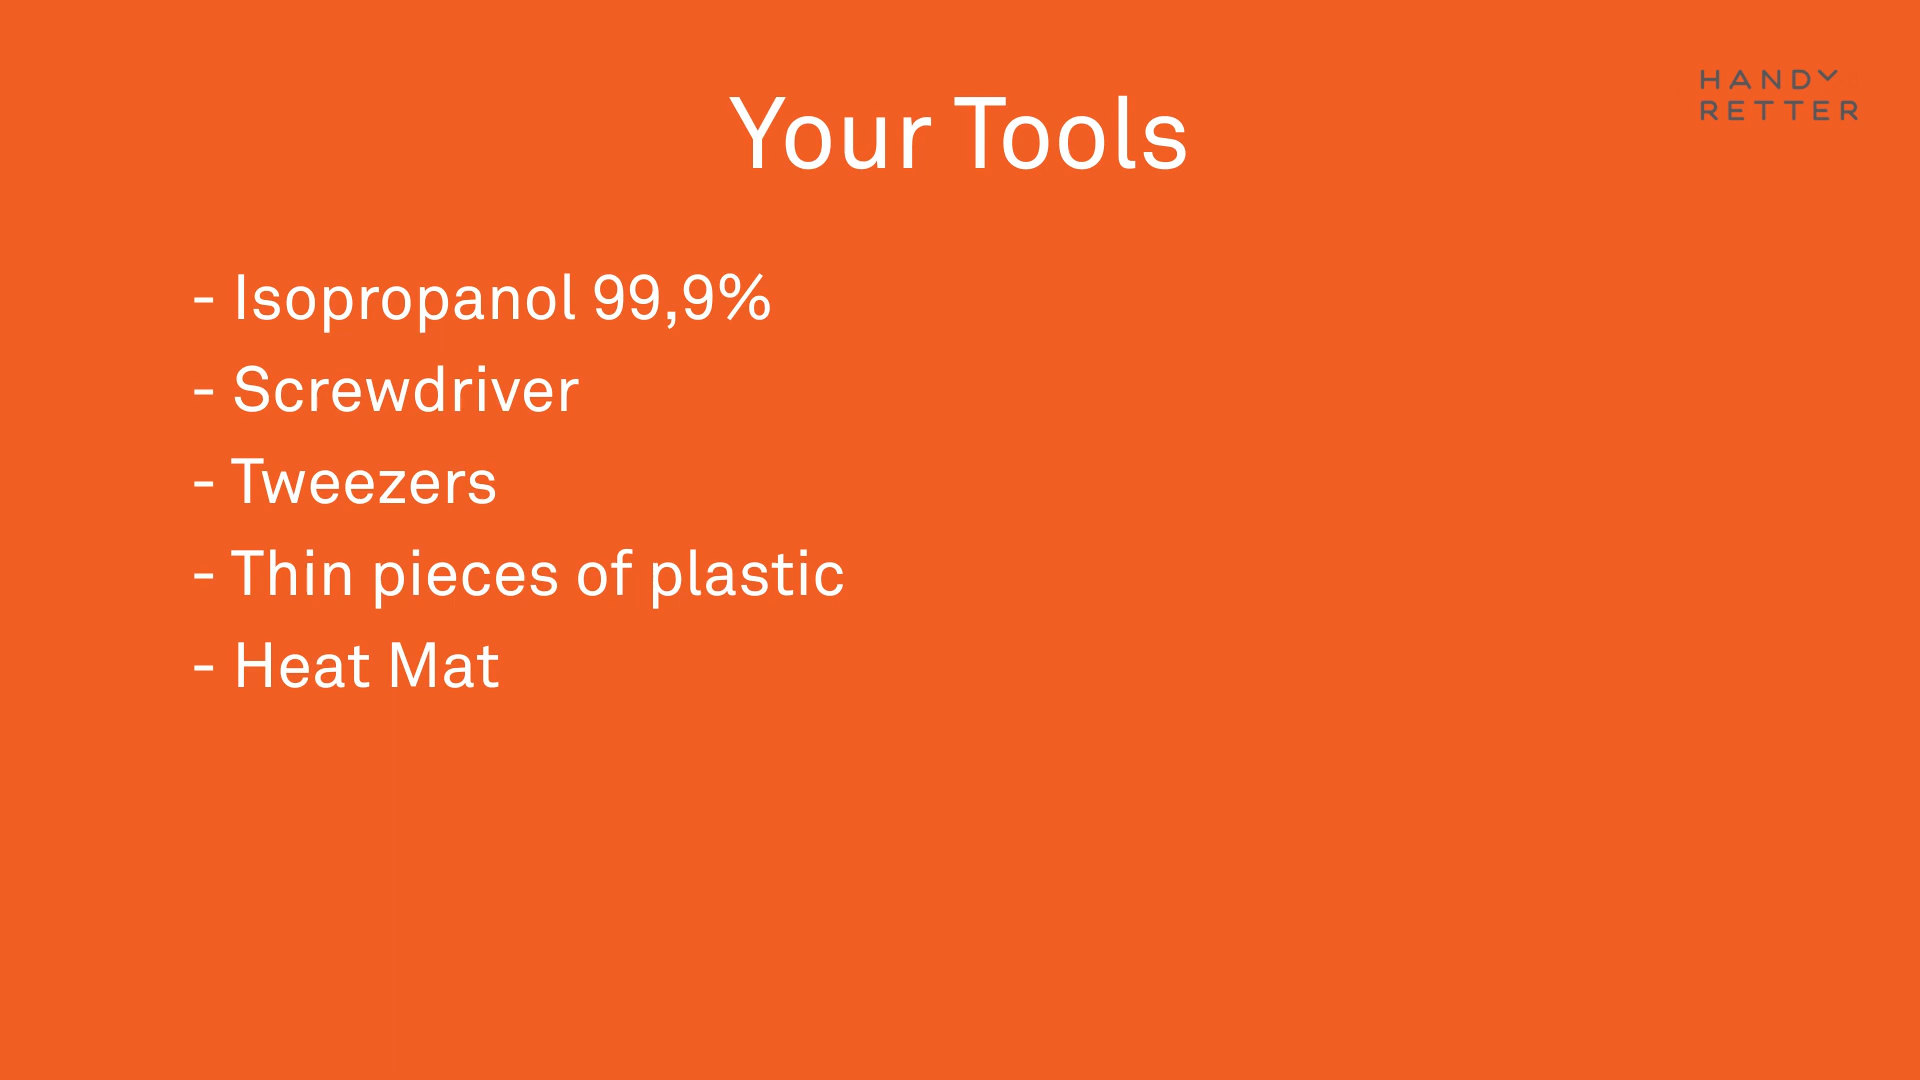 Your Tools
HANDY
RETTER
- Isopropanol 99,9%
- Screwdriver
- Tweezers
- Thin pieces of plastic
- Heat Mat